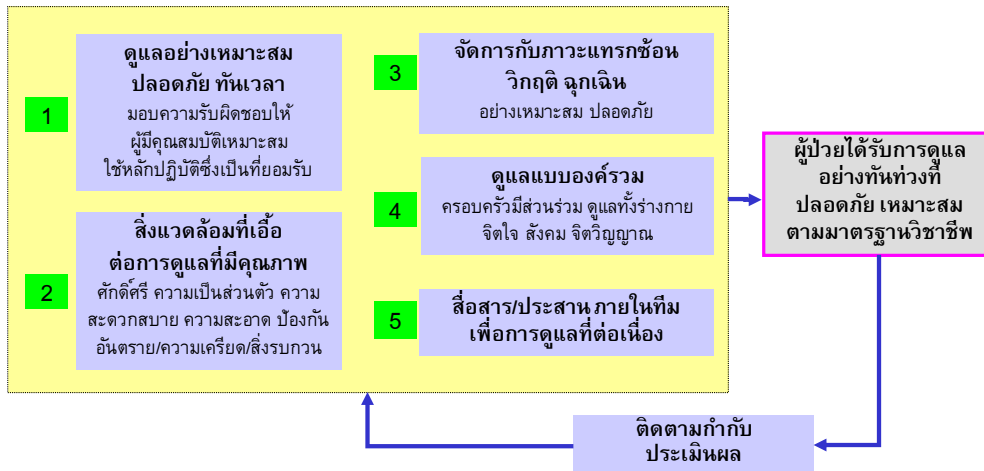 1
ดูแลอย่างเหมาะสม
ปลอดภัย ทันเวลา
มอบความรับผิดชอบให้
ผู้มีคุณสมบัติเหมาะสม
ใช้หลักปฏิบัติซึ่งเป็นที่ยอมรับ
2
สิ่งแวดล้อมที่เอื้อ
ต่อการดูแลที่มีคุณภาพ
ศักดิ์ศรี ความเป็นส่วนตัว ความ
สะดวกสบาย ความสะอาด ป้องกัน
อันตราย/ความเครียด/สิ่งรบกวน
3
จัดการกับภาวะแทรกซ้อน
วิกฤติ ฉุกเฉิน
อย่างเหมาะสม ปลอดภัย
4
ดูแลแบบองค์รวม
ครอบครัวมีส่วนร่วม ดูแลทั้งร่างกาย
จิตใจ สังคม จิตวิญญาณ
5
สื่อสาร/ประสาน ภายในทีม
เพื่อการดูแลที่ต่อเนื่อง
ผู้ป่วยได้รับการดูแล
อย่างทันท่วงที
ปลอดภัย เหมาะสม
ตามมาตรฐานวิชาชีพ
ติดตามกำกับ
ประเมินผล